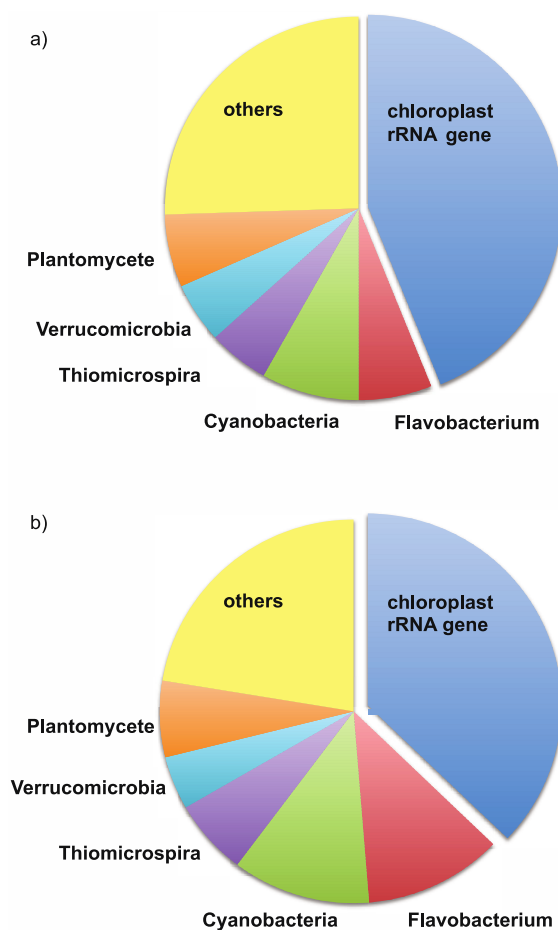 a)
others
chloroplast
rRNA gene
Plantomycete
Verrucomicrobia
Thiomicrospira
Cyanobacteria
Flavobacterium
b)
others
chloroplast
rRNA gene
Plantomycete
Verrucomicrobia
Thiomicrospira
Cyanobacteria
Flavobacterium